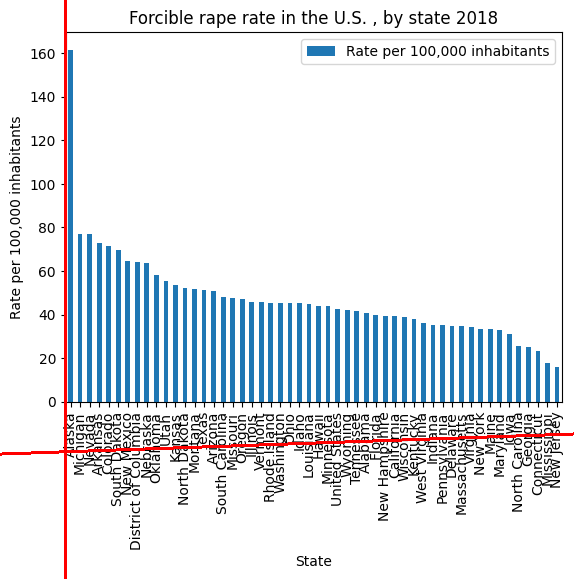 Forcible rape rate in the U.S. , by state 2018
Rate per 100,000 inhabitants
Rate per 100,000 inhabitants
160
140
120
100
80
60
40
20
0
Alaska
Michigan
Nevada
Arkansas
Colorado
South Dakota
New Mexico
District of Columbia
Nebraska
Oklahoma
Utah
Kansas
North Dakota
Montana
Texas
Arizona
South Carolina
Missouri
Oregon
Illinois
Vermont
Rhode Island
Washington
Ohio
Idaho
Louisiana
Hawaii
Minnesota
United States
Wyoming
Tennessee
Alabama
Florida
New Hampshire
California
Wisconsin
Kentucky
West Virginia
Indiana
Pennsylvania
Delaware
Massachusetts
Virginia
New York
Maine
Maryland
Iowa
North Carolina
Georgia
Connecticut
Mississippi
New Jersey
State